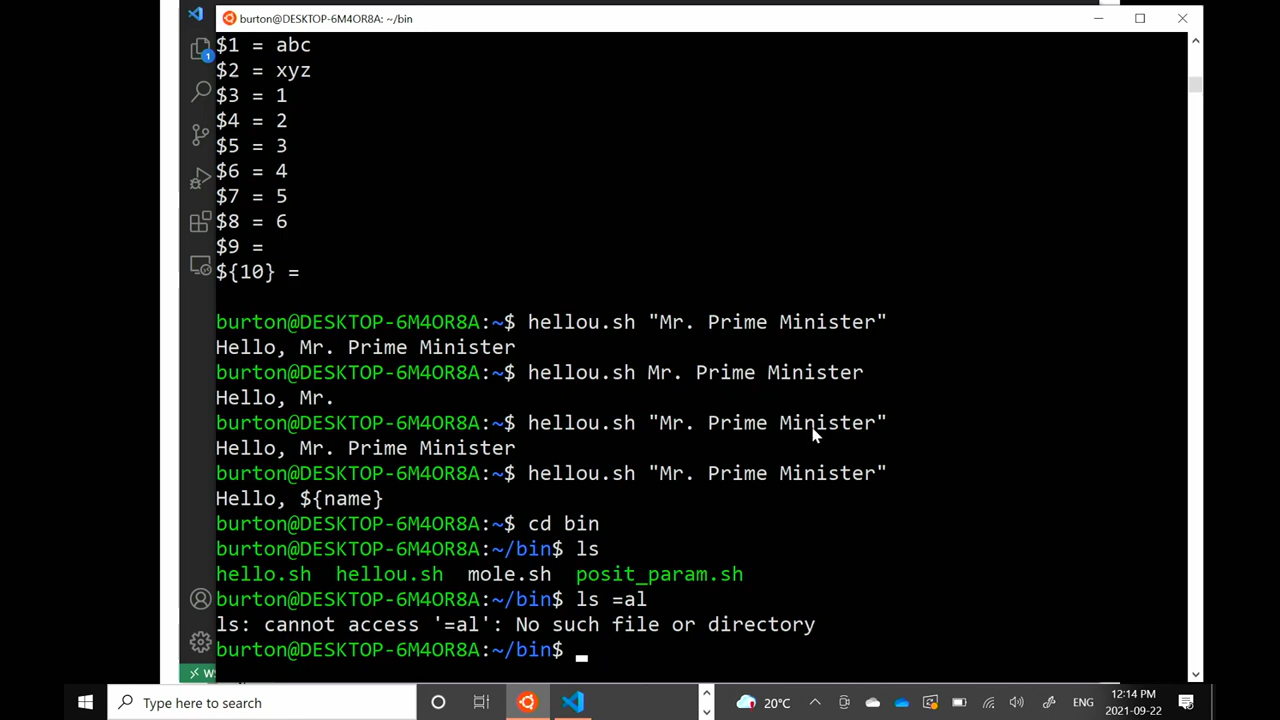 burton@DESKTOP-6M4OR8A: ~/bin
$1 = abc
$2 = xyz
$3 = 1
$4 = 2
$5 = 3
$6 = 4
$7 = 5
$8 = 6
$9 =
${10} =
burton@DESKTOP-6M4OR8A:~$ hellou.sh "Mr. Prime Minister"
Hello, Mr. Prime Minister
burton@DESKTOP-6M4OR8A:~$ hellou.sh Mr. Prime Minister
Hello, Mr.
burton@DESKTOP-6M4OR8A:~$ hellou.sh "Mr. Prime Minister"
Hello, Mr. Prime Minister
burton@DESKTOP-6M4OR8A:~$ hellou.sh "Mr. Prime Minister"
Hello, ${name}
burton@DESKTOP-6M4OR8A:~$ cd bin
burton@DESKTOP-6M4OR8A:~/bin$ ls
hello.sh hellou.sh mole.sh posit_param.sh
burton@DESKTOP-6M4OR8A:~/bin$ ls =al
ls: cannot access '=al': No such file or directory
burton@DESKTOP-6M4OR8A:~/bin$
1
W
Type here to search
20°C
ENG
12:14 PM
2021-09-22